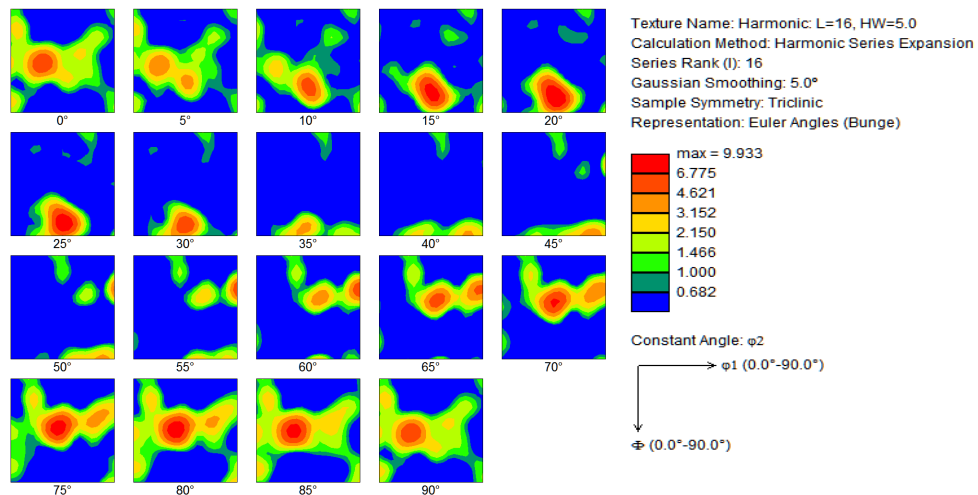 0° 5° 10° 15° 20°
25° 30° 35° 40° 45°
50° 55° 60° 65° 70°
75° 80° 85° 90°
Texture Name: Harmonic: L=16, HW=5.0
Calculation Method: Harmonic Series Expansion
Series Rank (l): 16
Gaussian Smoothing: 5.0°
Sample Symmetry: Triclinic
Representation: Euler Angles (Bunge)
max = 9.933
6.775
4.621
3.152
2.150
1.466
1.000
0.682
Constant Angle: φ2
φ1 (0.0°-90.0°)
Φ (0.0°-90.0°)